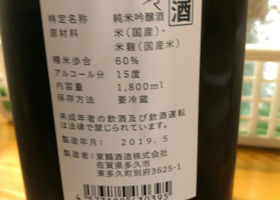 酒
特定名称 純米吟醸酒
原材料 米(国産)・
米麹(国産米)
精米歩合 60%
アルコール分 15度
内容量 1,800ml
保存方法 要冷蔵
未成年者の飲酒及び飲酒運転
は法律で禁じられています。
製造年月 2019.5
製造者 東鶴酒造株式会社
佐賀県多久市
東多久町別府3625-1